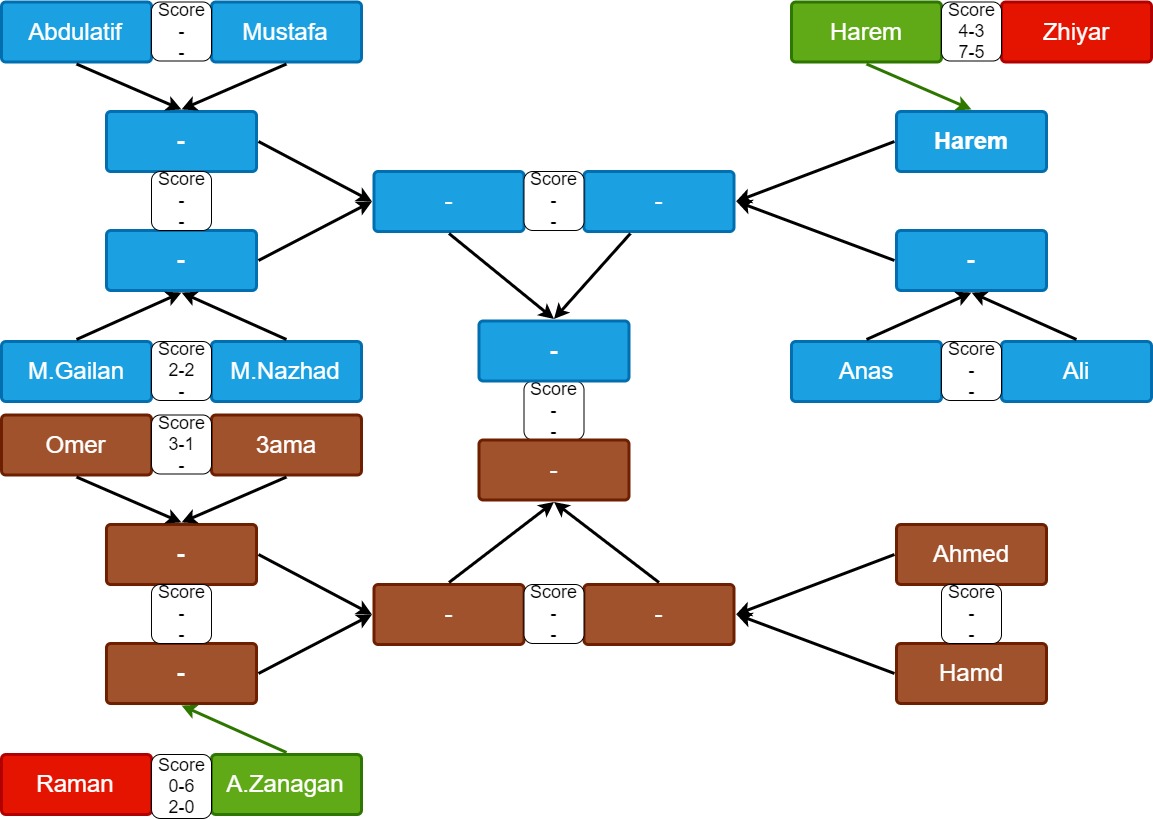 Abdulatif
Score
-
-
Mustafa
Harem
Score
4-3
7-5
Zhiyar
-
Score
-
-
-
Harem
-
Score
-
-
-
-
M.Gailan
Score
2-2
-
M.Nazhad
-
Score
-
-
-
Anas
Score
-
-
Ali
Omer
Score
3-1
-
3ama
-
Score
-
-
-
-
Score
-
-
-
Ahmed
Score
-
-
Hamd
Raman
Score
0-6
2-0
A.Zanagan